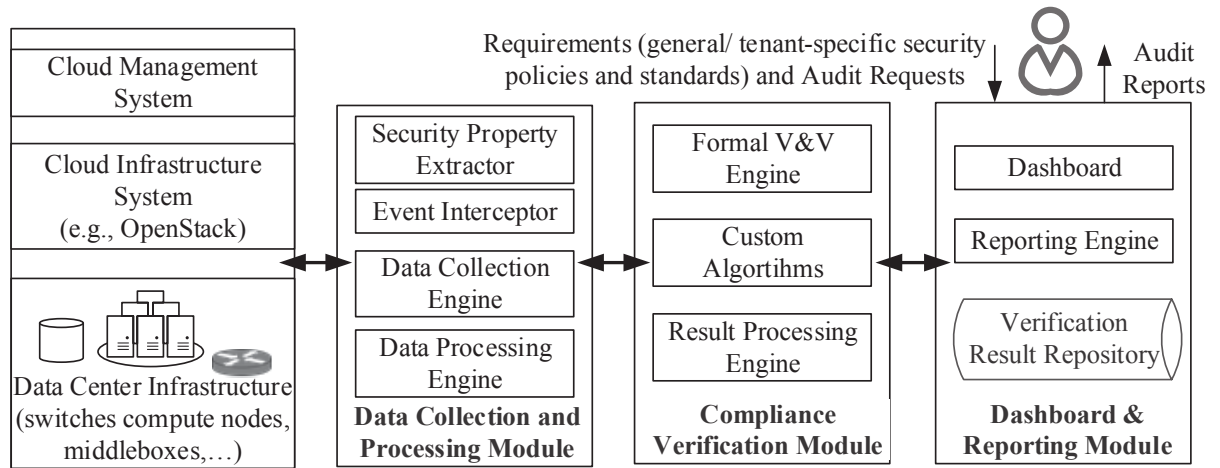 Cloud Management
System
Cloud Infrastructure
System
(e.g., OpenStack)
Data Center Infrastructure
(switches compute nodes,
middleboxes,…)
Security Property
Extractor
Event Interceptor
Data Collection
Engine
Data Processing
Engine
Data Collection and
Processing Module
Requirements (general/ tenant-specific security
policies and standards) and Audit Requests
Formal V&V
Engine
Custom
Algortihms
Result Processing
Engine
Compliance
Verification Module
Audit
Reports
Dashboard
Reporting Engine
Verification
Result Repository
Dashboard &
Reporting Module